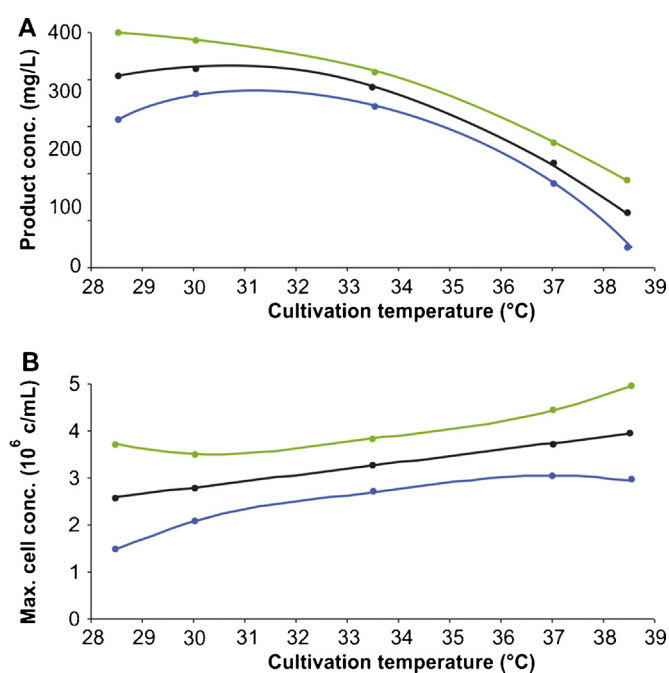 A
Product conc. (mg/L)
400
300
200
100
0
28 29 30 31 32 33 34 35 36 37 38 39
Cultivation temperature (°C)
B
Max. cell conc. (10⁶ c/mL)
5
4
3
2
1
0
28 29 30 31 32 33 34 35 36 37 38 39
Cultivation temperature (°C)